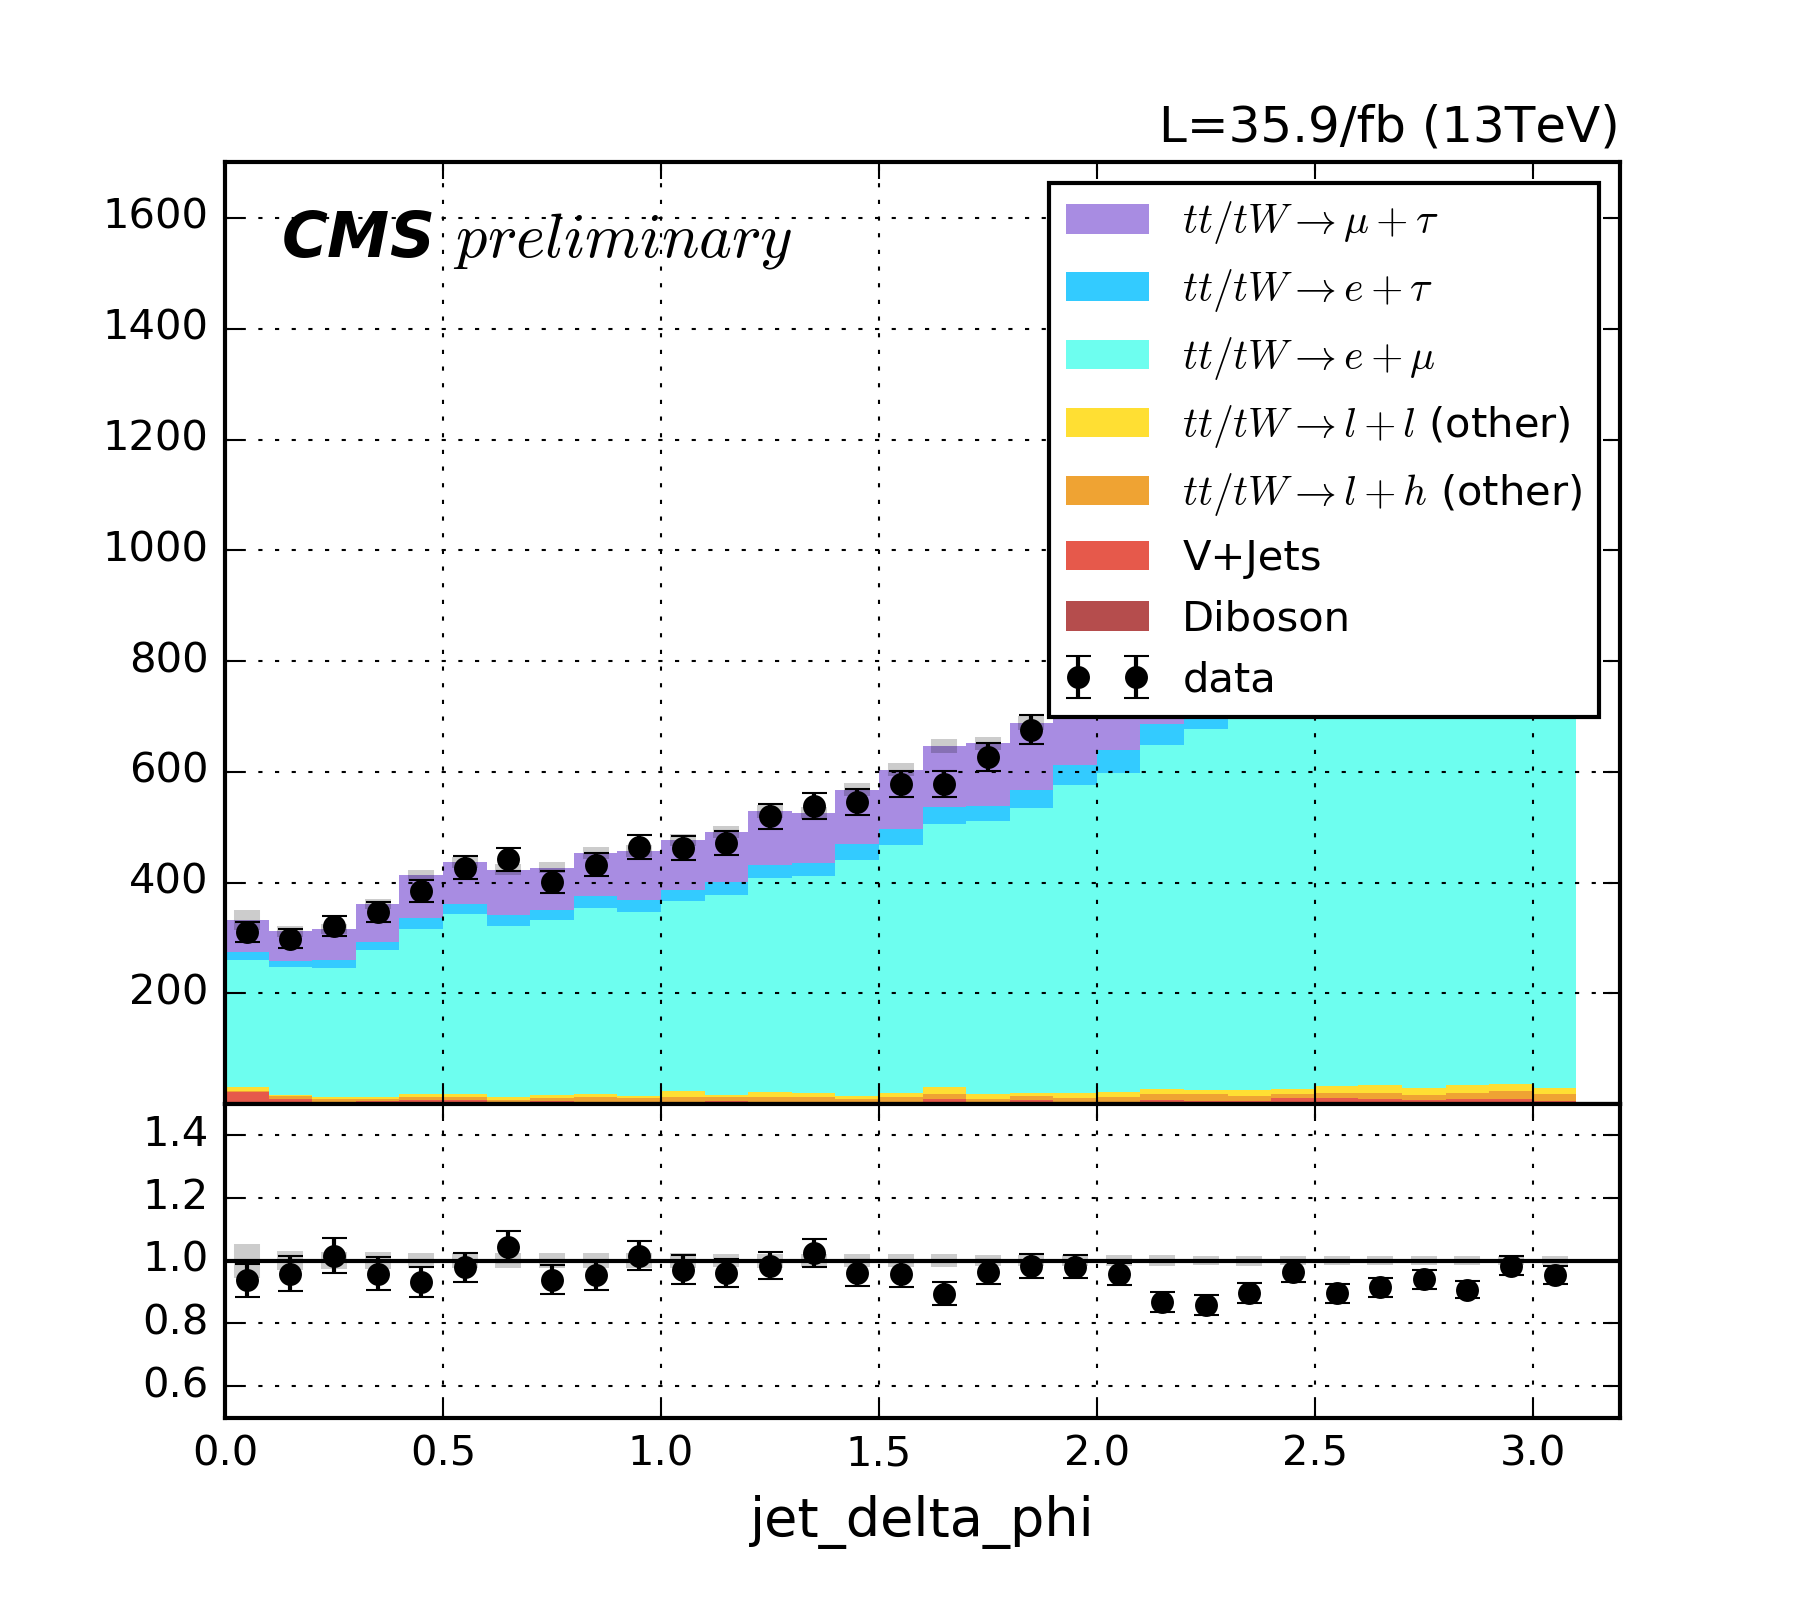 L=35.9/fb (13TeV)
CMS preliminary
1600
1400
1200
1000
800
600
400
200
tt/tW → μ + τ
tt/tW → e + τ
tt/tW → e + μ
tt/tW → l + l (other)
tt/tW → l + h (other)
V+Jets
Diboson
data
1.4
1.2
1.0
0.8
0.6
0.0 0.5 1.0 1.5 2.0 2.5 3.0
jet_delta_phi